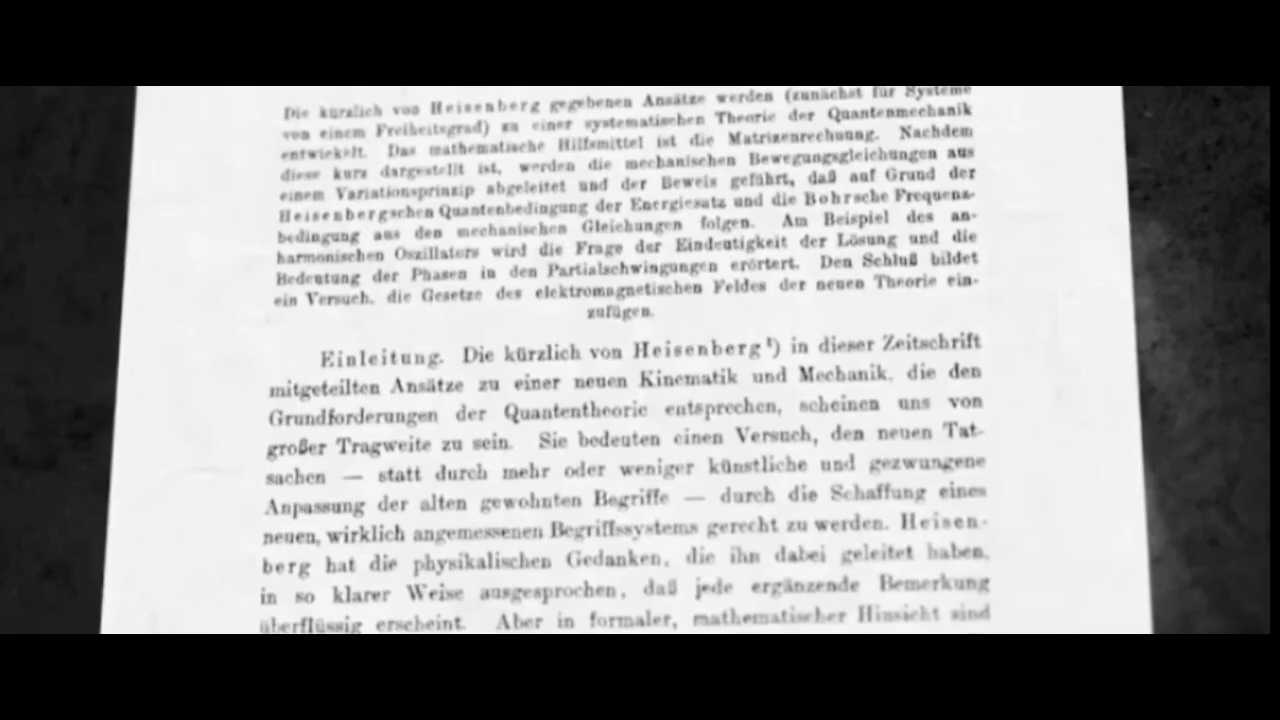 Die kürzlich von Heisenberg gegebenen Ansätze werden (zunächst für Systeme
von einem Freiheitsgrad) zu einer systematischen Theorie der Quantenmechanik
entwickelt. Das mathematische Hilfsmittel ist die Matrizenrechnung. Nachdem
diese kurz dargestellt ist, werden die mechanischen Bewegungsgleichungen aus
einem Variationsprinzip abgeleitet und der Beweis geführt, daß auf Grund der
Heisenbergschen Quantenbedingung der Energiesatz und die Bohrsche Frequenz-
bedingung aus den mechanischen Gleichungen folgen. Am Beispiel des an-
harmonischen Oszillators wird die Frage der Eindeutigkeit der Lösung und die
Bedeutung der Phasen in den Partialschwingungen erörtert. Den Schluß bildet
ein Versuch, die Gesetze des elektromagnetischen Feldes der neuen Theorie ein-
zufügen.
Einleitung. Die kürzlich von Heisenberg¹) in dieser Zeitschrift
mitgeteilten Ansätze zu einer neuen Kinematik und Mechanik, die den
Grundforderungen der Quantentheorie entsprechen, scheinen uns von
großer Tragweite zu sein. Sie bedeuten einen Versuch, den neuen Tat-
sachen — statt durch mehr oder weniger künstliche und gezwungene
Anpassung der alten gewohnten Begriffe — durch die Schaffung eines
neuen, wirklich angemessenen Begriffssystems gerecht zu werden. Heisen-
berg hat die physikalischen Gedanken, die ihn dabei geleitet haben,
in so klarer Weise ausgesprochen, daß jede ergänzende Bemerkung
überflüssig erscheint. Aber in formaler, mathematischer Hinsicht sind